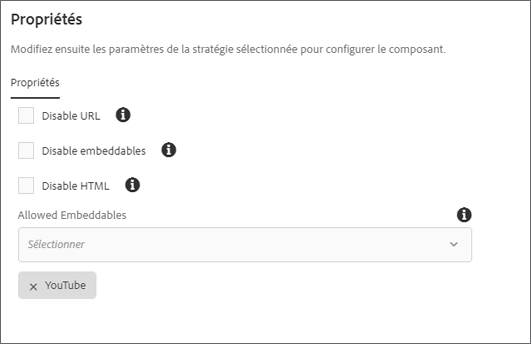 Propriétés
Modifiez ensuite les paramètres de la stratégie sélectionnée pour configurer le composant.
Propriétés
Disable URL
Disable embeddables
Disable HTML
Allowed Embeddables
Sélectionner
YouTube